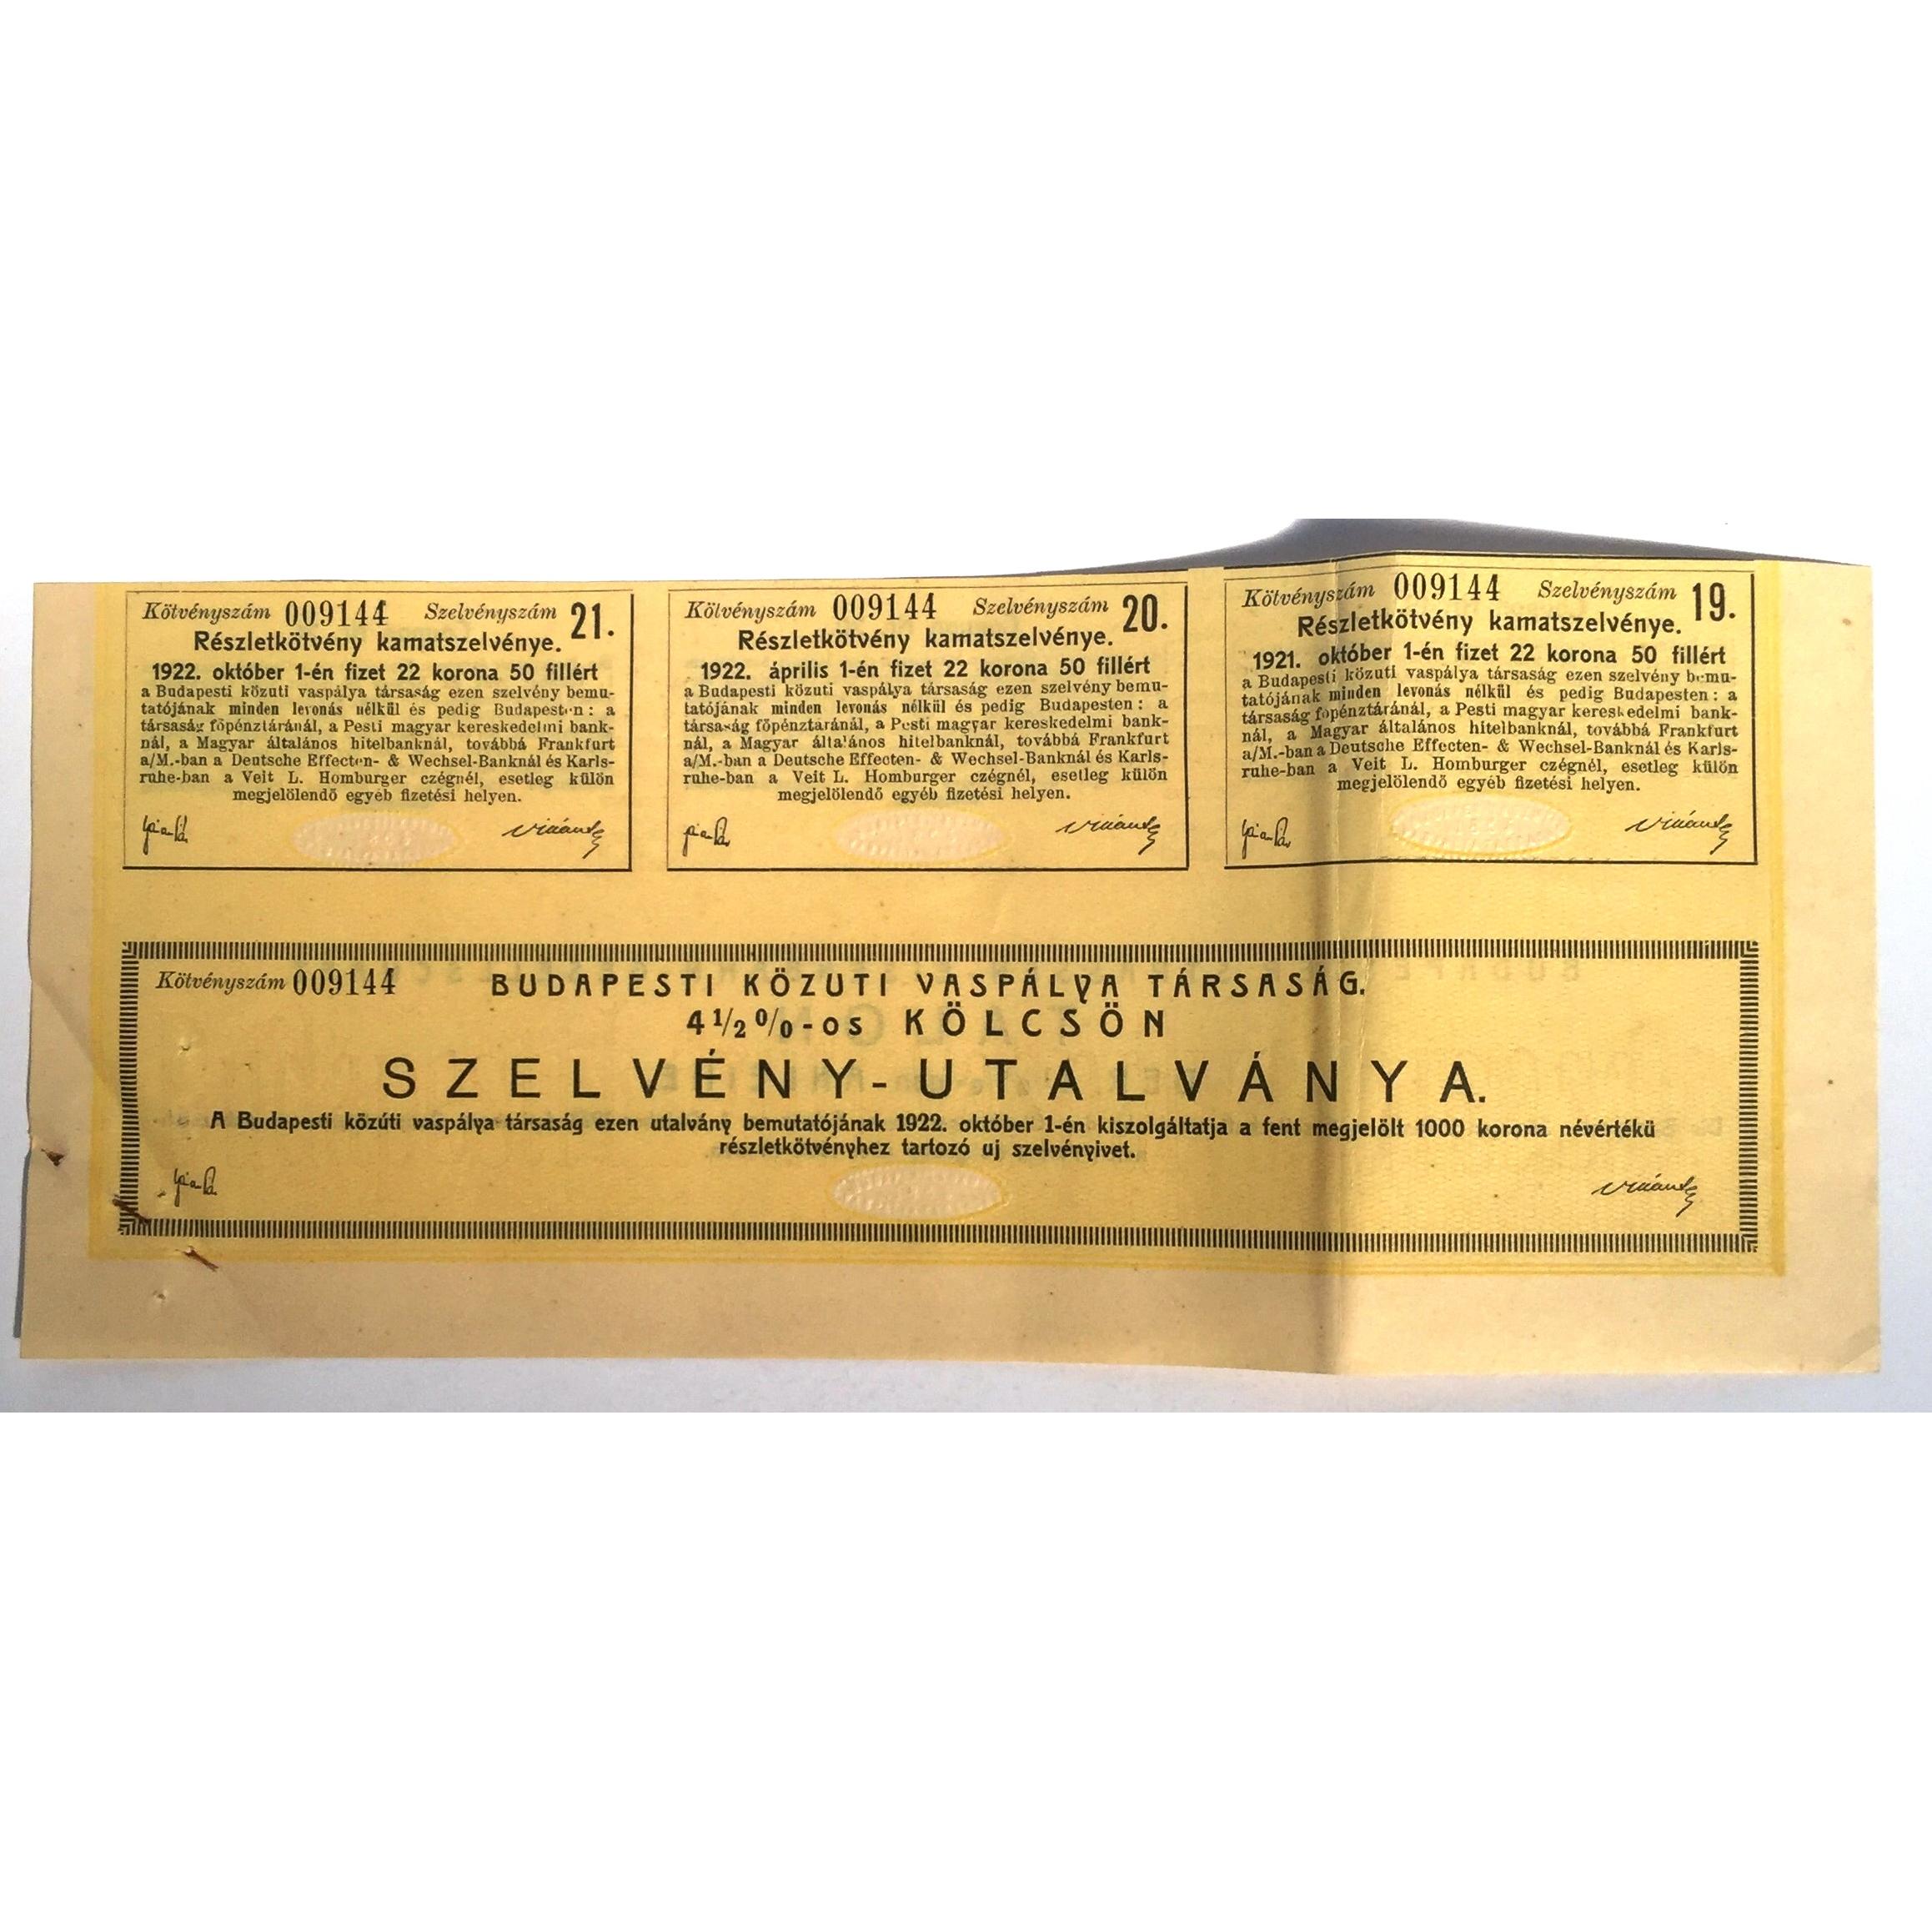 Kötvényszám 009144 Szelvényszám 21.
Részletkötvény kamatszelvénye.
1922. október 1-én fizet 22 korona 50 fillért
a Budapesti közuti vaspálya társaság ezen szelvény bemu-
tatójának minden levonás nélkül és pedig Budapesten: a
társaság főpénztáránál, a Pesti magyar kereskedelmi bank-
nál, a Magyar általános hitelbanknál, továbbá Frankfurt
a/M.-ban a Deutsche Effecten- & Wechsel-Banknál és Karls-
ruhe-ban a Veit L. Homburger czégnél, esetleg külön
megjelölendő egyéb fizetési helyen.
Kötvényszám 009144 Szelvényszám 20.
Részletkötvény kamatszelvénye.
1922. április 1-én fizet 22 korona 50 fillért
a Budapesti közuti vaspálya társaság ezen szelvény bemu-
tatójának minden levonás nélkül és pedig Budapesten: a
társaság főpénztáránál, a Pesti magyar kereskedelmi bank-
nál, a Magyar általános hitelbanknál, továbbá Frankfurt
a/M.-ban a Deutsche Effecten- & Wechsel-Banknál és Karls-
ruhe-ban a Veit L. Homburger czégnél, esetleg külön
megjelölendő egyéb fizetési helyen.
Kötvényszám 009144 Szelvényszám 19.
Részletkötvény kamatszelvénye.
1921. október 1-én fizet 22 korona 50 fillért
a Budapesti közuti vaspálya társaság ezen szelvény bemu-
tatójának minden levonás nélkül és pedig Budapesten: a
társaság főpénztáránál, a Pesti magyar kereskedelmi bank-
nál, a Magyar általános hitelbanknál, továbbá Frankfurt
a/M.-ban a Deutsche Effecten- & Wechsel-Banknál és Karls-
ruhe-ban a Veit L. Homburger czégnél, esetleg külön
megjelölendő egyéb fizetési helyen.
Kötvényszám 009144 BUDAPESTI KÖZUTI VASPÁLYA TÁRSASÁG.
4 1/2 %-os KÖLCSÖN
SZELVÉNY-UTALVÁNYA.
A Budapesti közúti vaspálya társaság ezen utalvány bemutatójának 1922. október 1-én kiszolgáltatja a fent megjelölt 1000 korona névértékü
részletkötvényhez tartozó uj szelvényivet.